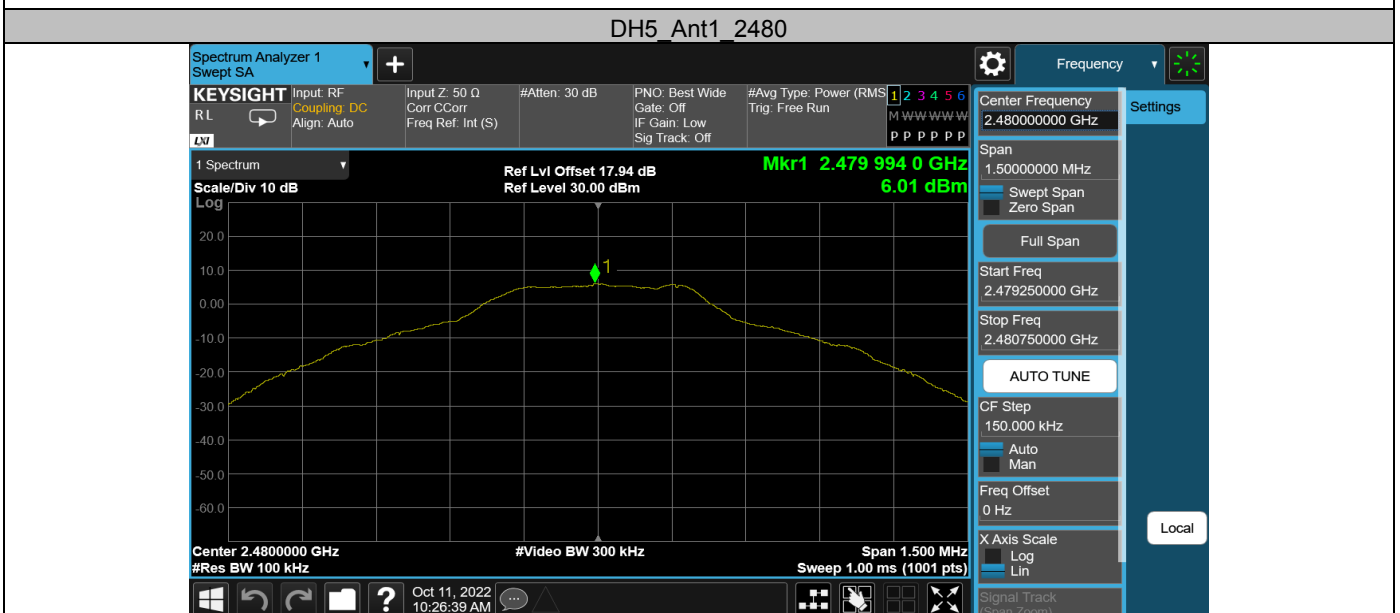 DH5_Ant1_2480
Spectrum Analyzer 1
Swept SA
Frequency
KEYSIGHT
RL
LXI
Input: RF
Coupling: DC
Align: Auto
Input Z: 50 Ω
Corr CCorr
Freq Ref: Int (S)
#Atten: 30 dB
PNO: Best Wide
Gate: Off
IF Gain: Low
Sig Track: Off
#Avg Type: Power (RMS
Trig: Free Run
1 2 3 4 5 6
M W W W W W
P P P P P P
Center Frequency
2.480000000 GHz
Settings
Span
1.50000000 MHz
Swept Span
Zero Span
Full Span
Start Freq
2.479250000 GHz
Stop Freq
2.480750000 GHz
AUTO TUNE
CF Step
150.000 kHz
Auto
Man
Freq Offset
0 Hz
X Axis Scale
Log
Lin
Signal Track
(Span Zoom)
Local
1 Spectrum
Scale/Div 10 dB
Log
Ref Lvl Offset 17.94 dB
Ref Level 30.00 dBm
Mkr1 2.479 994 0 GHz
6.01 dBm
20.0
10.0
0.00
-10.0
-20.0
-30.0
-40.0
-50.0
-60.0
1
Center 2.4800000 GHz
#Res BW 100 kHz
#Video BW 300 kHz
Span 1.500 MHz
Sweep 1.00 ms (1001 pts)
?
Oct 11, 2022
10:26:39 AM